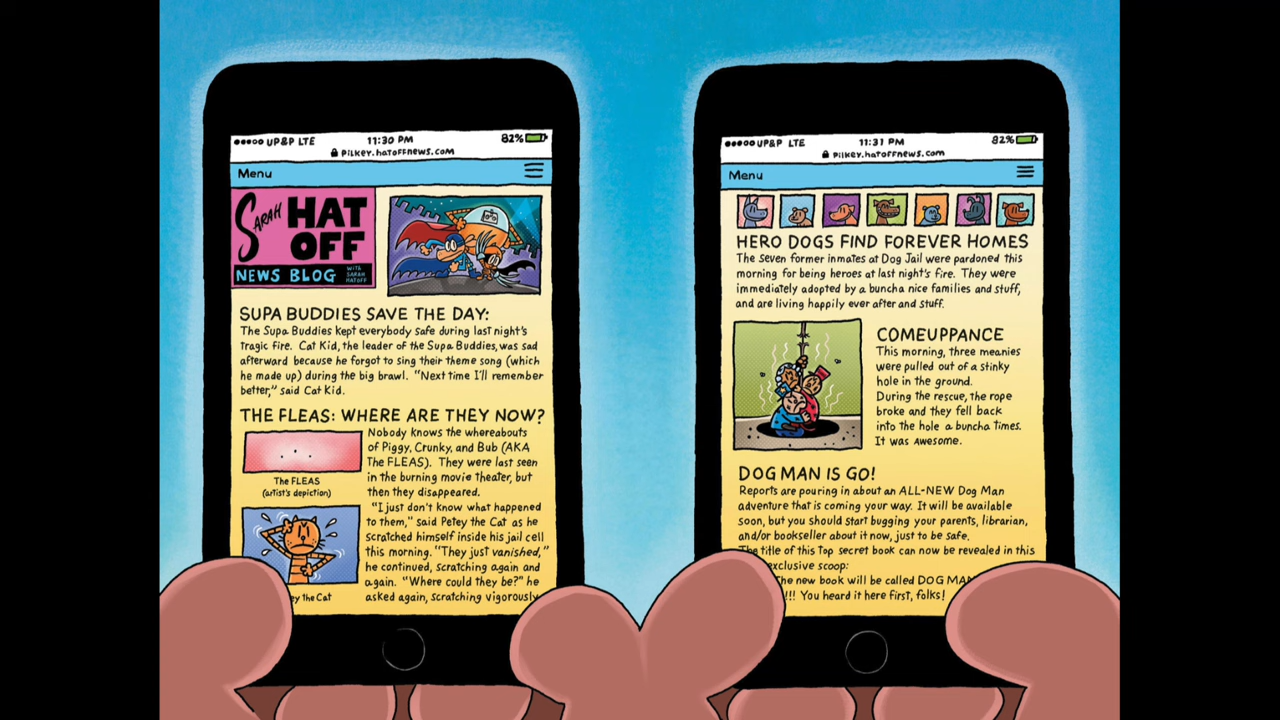 ●●●●○ UP&P LTE 11:30 PM 82%
PILKEY.HATOFFNEWS.COM
Menu
SARAH HAT OFF
NEWS BLOG WITH SARAH HATOFF
SUPA BUDDIES SAVE THE DAY:
The Supa Buddies kept everybody safe during last night's
tragic fire. Cat Kid, the leader of the Supa Buddies, was sad
afterward because he forgot to sing their theme song (which
he made up) during the big brawl. "Next time I'll remember
better," said Cat Kid.
THE FLEAS: WHERE ARE THEY NOW?
The FLEAS
(artist's depiction)
Nobody knows the whereabouts
of Piggy, Crunky, and Bub (AKA
The FLEAS). They were last seen
in the burning movie theater, but
then they disappeared.
"I just don't know what happened
to them," said Petey the Cat as he
scratched himself inside his jail cell
this morning. "They just vanished,"
he continued, scratching again and
again. "Where could they be?" he
asked again, scratching vigorously
ey the Cat
●●●●○ UP&P LTE 11:31 PM 82%
PILKEY.HATOFFNEWS.COM
Menu
HERO DOGS FIND FOREVER HOMES
The seven former inmates at Dog Jail were pardoned this
morning for being heroes at last night's fire. They were
immediately adopted by a buncha nice families and stuff,
and are living happily ever after and stuff.
COMEUPPANCE
This morning, three meanies
were pulled out of a stinky
hole in the ground.
During the rescue, the rope
broke and they fell back
into the hole a buncha times.
It was Awesome.
DOG MAN IS GO!
Reports are pouring in about an ALL-NEW Dog Man
adventure that is coming your way. It will be available
soon, but you should start bugging your parents, librarian,
and/or bookseller about it now, just to be safe.
The title of this top secret book can now be revealed in this
exclusive scoop:
The new book will be called DOG MAN
!!! You heard it here first, folks!